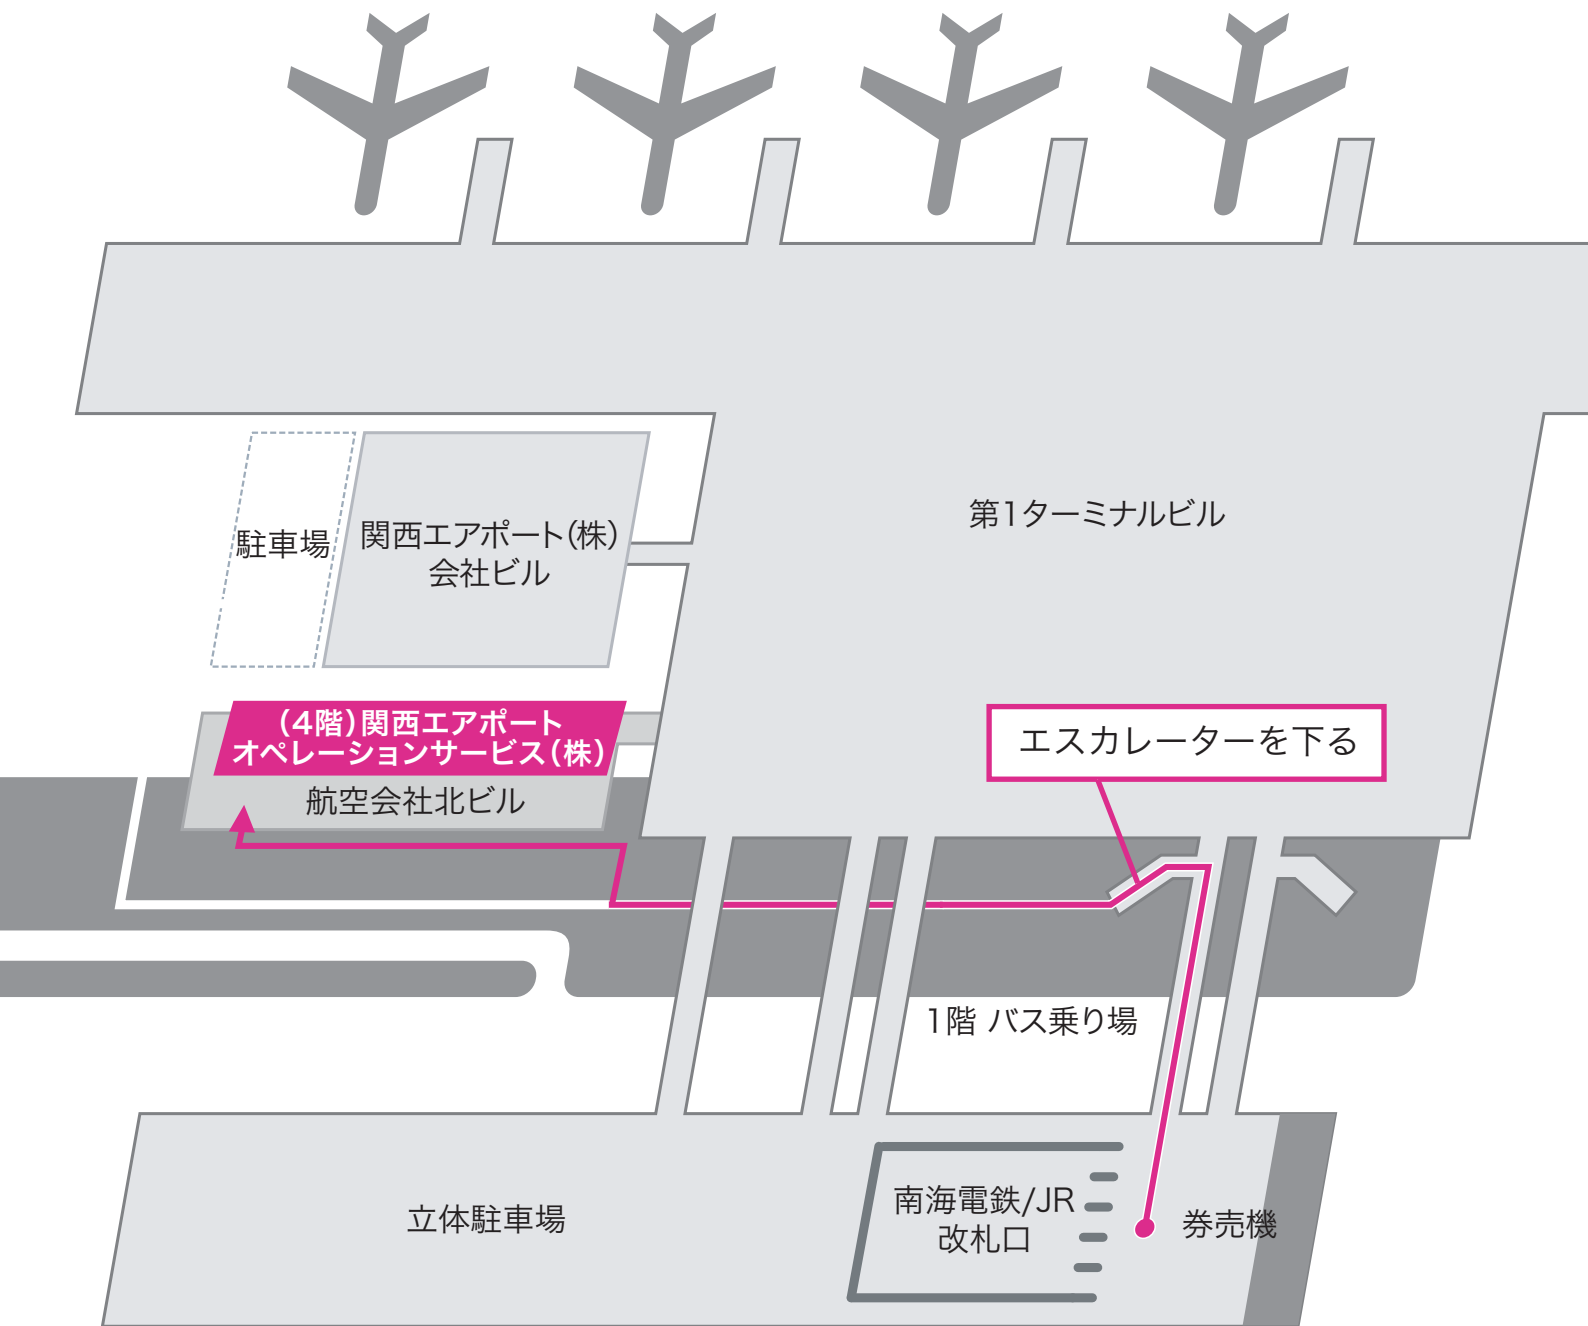 第1ターミナルビル
駐車場
関西エアポート(株)
会社ビル
(4階)関西エアポート
オペレーションサービス(株)
航空会社北ビル
エスカレーターを下る
1階 バス乗り場
立体駐車場
南海電鉄/JR
改札口
券売機